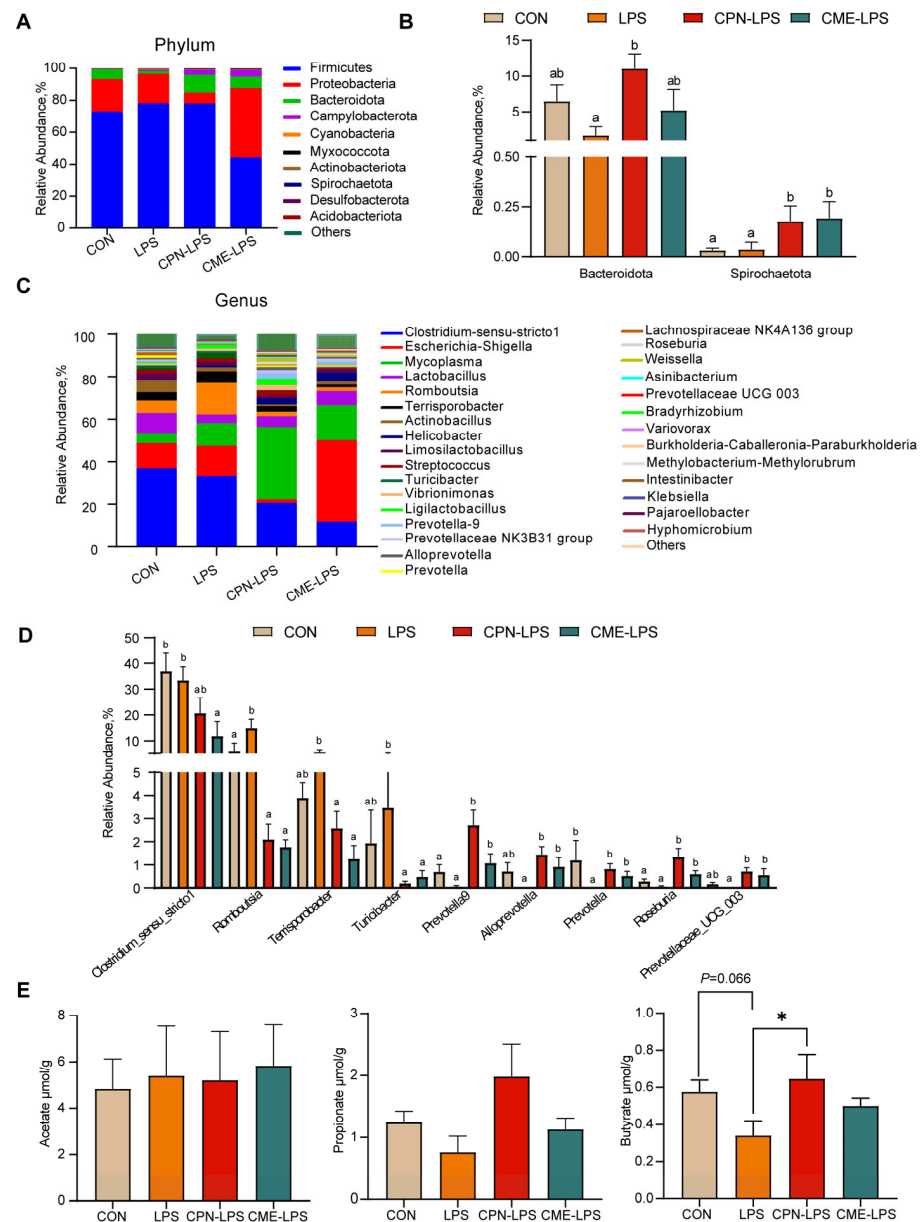 A
Phylum
Relative Abundance,%
100
80
60
40
20
0
CON
LPS
CPN-LPS
CME-LPS
Firmicutes
Proteobacteria
Bacteroidota
Campylobacterota
Cyanobacteria
Myxococcota
Actinobacteriota
Spirochaetota
Desulfobacterota
Acidobacteriota
Others
B
CON LPS CPN-LPS CME-LPS
Relative Abundance,%
15
10
5
0.50
0.25
0.00
ab a b ab
a a b b
Bacteroidota Spirochaetota
C
Genus
Relative Abundance,%
100
80
60
40
20
0
CON
LPS
CPN-LPS
CME-LPS
Clostridium-sensu-stricto1
Escherichia-Shigella
Mycoplasma
Lactobacillus
Romboutsia
Terrisporobacter
Actinobacillus
Helicobacter
Limosilactobacillus
Streptococcus
Turicibacter
Vibrionimonas
Ligilactobacillus
Prevotella-9
Prevotellaceae NK3B31 group
Alloprevotella
Prevotella
Lachnospiraceae NK4A136 group
Roseburia
Weissella
Asinibacterium
Prevotellaceae UCG 003
Bradyrhizobium
Variovorax
Burkholderia-Caballeronia-Paraburkholderia
Methylobacterium-Methylorubrum
Intestinibacter
Klebsiella
Pajaroellobacter
Hyphomicrobium
Others
D
CON LPS CPN-LPS CME-LPS
Relative Abundance,%
50
40
30
20
10
5
4
3
2
1
0
b b ab a
a b a a
ab b a a
ab b a a
a a b b
ab a b b
a a b b
a a b b
ab a b b
Clostridium_sensu_stricto1
Romboutsia
Terrisporobacter
Turicibacter
Prevotella9
Alloprevotella
Prevotella
Roseburia
Prevotellaceae_UCG_003
E
Acetate μmol/g
8
6
4
2
0
CON LPS CPN-LPS CME-LPS
Propionate μmol/g
3
2
1
0
CON LPS CPN-LPS CME-LPS
Butyrate μmol/g
1.0
0.8
0.6
0.4
0.2
0.0
P=0.066
*
CON LPS CPN-LPS CME-LPS